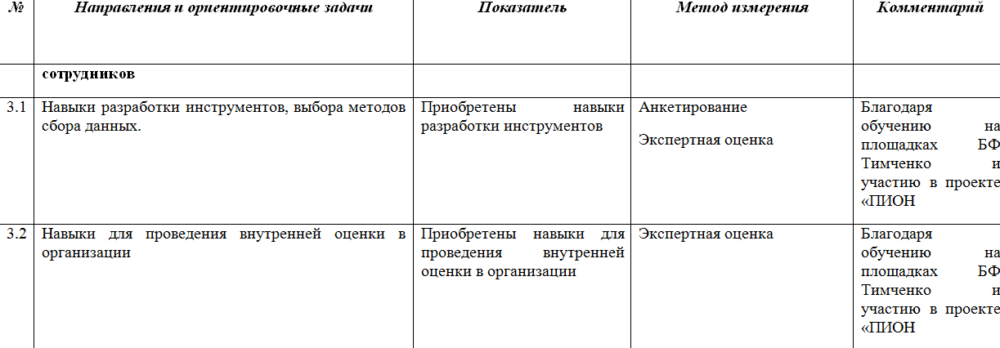 № Направления и ориентировочные задачи Показатель Метод измерения Комментарий
сотрудников
3.1 Навыки разработки инструментов, выбора методов сбора данных.
Приобретены навыки
разработки инструментов
Анкетирование
Экспертная оценка
Благодаря
обучению на
площадках БФ
Тимченко и
участию в проекте
«ПИОН
3.2 Навыки для проведения внутренней оценки в
организации
Приобретены навыки для
проведения внутренней
оценки в организации
Экспертная оценка
Благодаря
обучению на
площадках БФ
Тимченко и
участию в проекте
«ПИОН